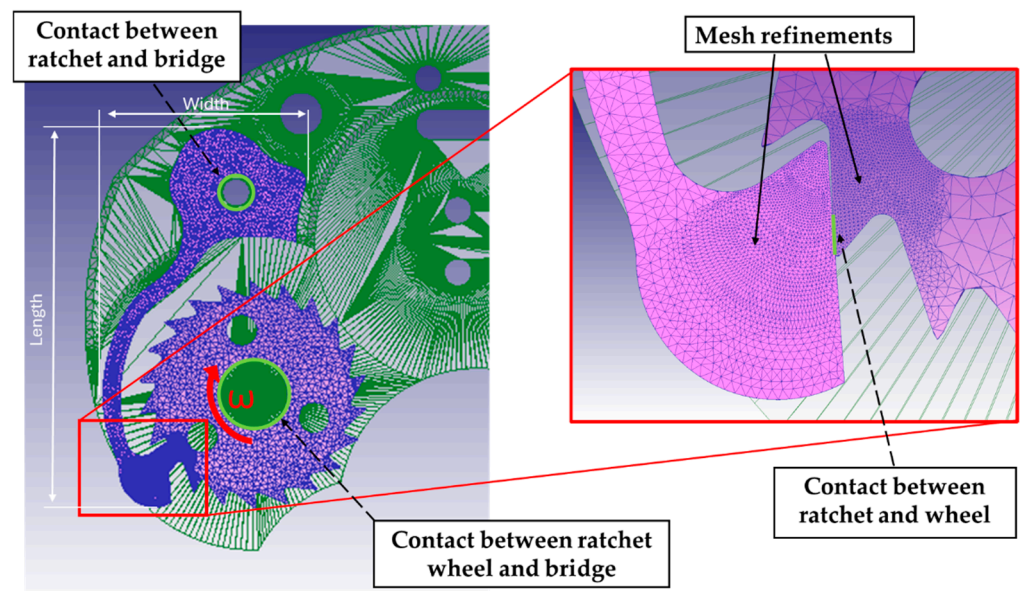 Contact between
ratchet and bridge
Mesh refinements
Width
Length
ω
Contact between
ratchet and wheel
Contact between ratchet
wheel and bridge